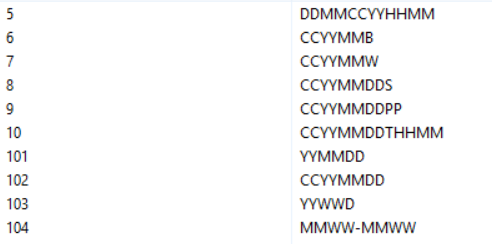 5 DDMMCCYYHHMM
6 CCYYMMB
7 CCYYMMW
8 CCYYMMDDS
9 CCYYMMDDPP
10 CCYYMMDDTHHMM
101 YYMMDD
102 CCYYMMDD
103 YYWWD
104 MMWW-MMWW